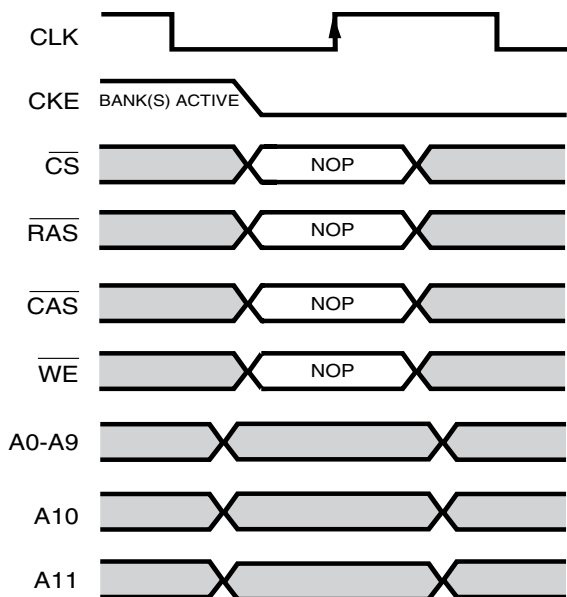 CLK
CKE BANK(S) ACTIVE
CS NOP
RAS NOP
CAS NOP
WE NOP
A0-A9
A10
A11